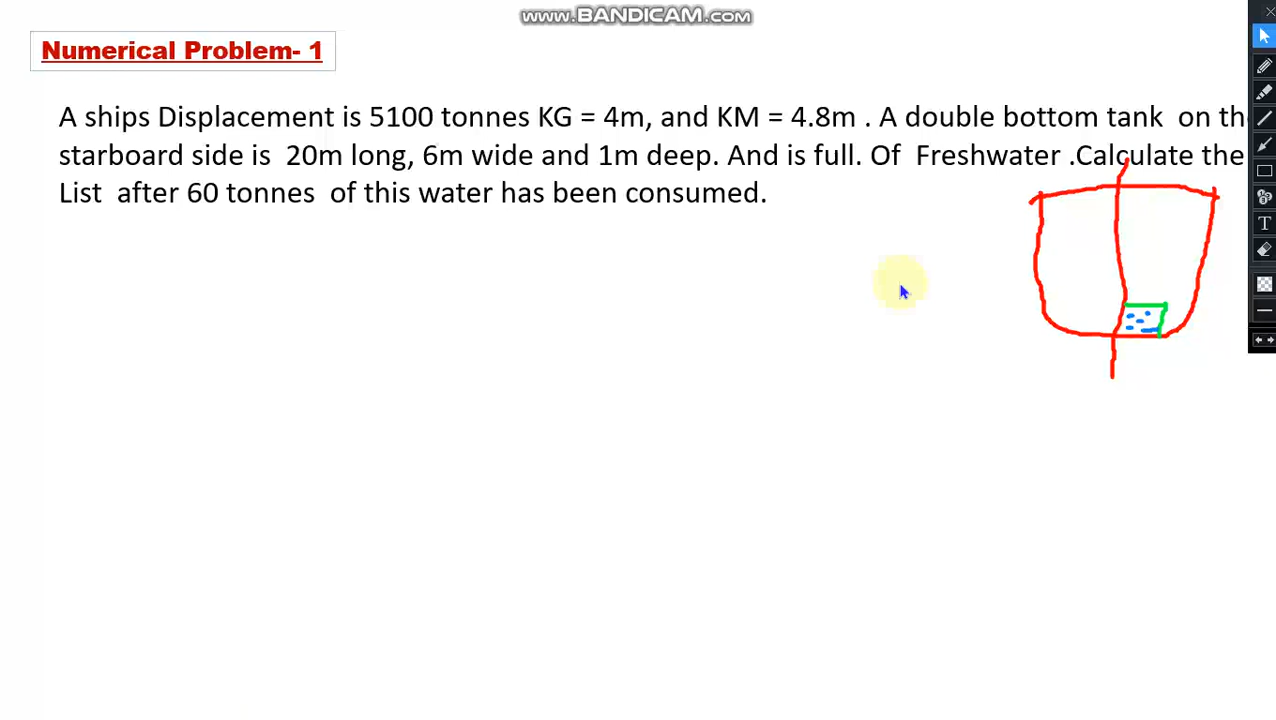 www.BANDICAM.com
Numerical Problem- 1
A ships Displacement is 5100 tonnes KG = 4m, and KM = 4.8m . A double bottom tank on th
starboard side is 20m long, 6m wide and 1m deep. And is full. Of Freshwater .Calculate the
List after 60 tonnes of this water has been consumed.
T